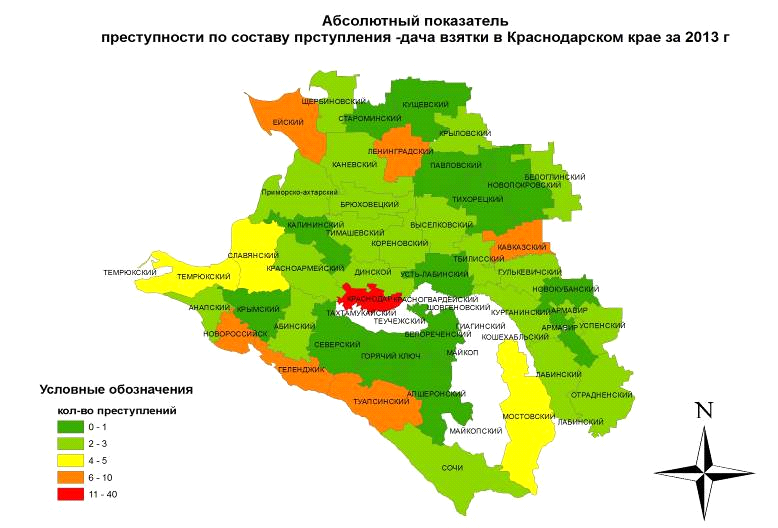 Абсолютный показатель
преступности по составу прступления -дача взятки в Краснодарском крае за 2013 г
ЩЕРБИНОВСКИЙ
КУЩЕВСКИЙ
ЕЙСКИЙ
СТАРОМИНСКИЙ
КРЫЛОВСКИЙ
ЛЕНИНГРАДСКИЙ
КАНЕВСКИЙ
ПАВЛОВСКИЙ
БЕЛОГЛИНСКИЙ
НОВОПОКРОВСКИЙ
Приморско-ахтарский
ТИХОРЕЦКИЙ
БРЮХОВЕЦКИЙ
КАЛИНИНСКИЙ
ВЫСЕЛКОВСКИЙ
ТИМАШЕВСКИЙ
КОРЕНОВСКИЙ
КАВКАЗСКИЙ
СЛАВЯНСКИЙ
ТБИЛИССКИЙ
КРАСНОАРМЕЙСКИЙ
ТЕМРЮКСКИЙ
ТЕМРЮКСКИЙ
ДИНСКОЙ
УСТЬ-ЛАБИНСКИЙ
ГУЛЬКЕВИЧСКИЙ
НОВОКУБАНСКИЙ
КРАСНОДАР
КРАСНОГВАРДЕЙСКИЙ
АНАПСКИЙ
КРЫМСКИЙ
ШОВГЕНОВСКИЙ
ТАХТАМУКАЙСКИЙ
КУРГАНИНСКИЙ
АРМАВИР
ТЕУЧЕЖСКИЙ
ГИАГИНСКИЙ
АРМАВИР
УСПЕНСКИЙ
НОВОРОССИЙСК
АБИНСКИЙ
БЕЛОРЕЧЕНСКИЙ
КОШЕХАБЛЬСКИЙ
СЕВЕРСКИЙ
ГОРЯЧИЙ КЛЮЧ
МАЙКОП
ГЕЛЕНДЖИК
ЛАБИНСКИЙ
ТУАПСИНСКИЙ
АПШЕРОНСКИЙ
ОТРАДНЕНСКИЙ
МОСТОВСКИЙ
ЛАБИНСКИЙ
МАЙКОПСКИЙ
СОЧИ
Условные обозначения
кол-во преступлений
0 - 1
2 - 3
4 - 5
6 - 10
11 - 40
N